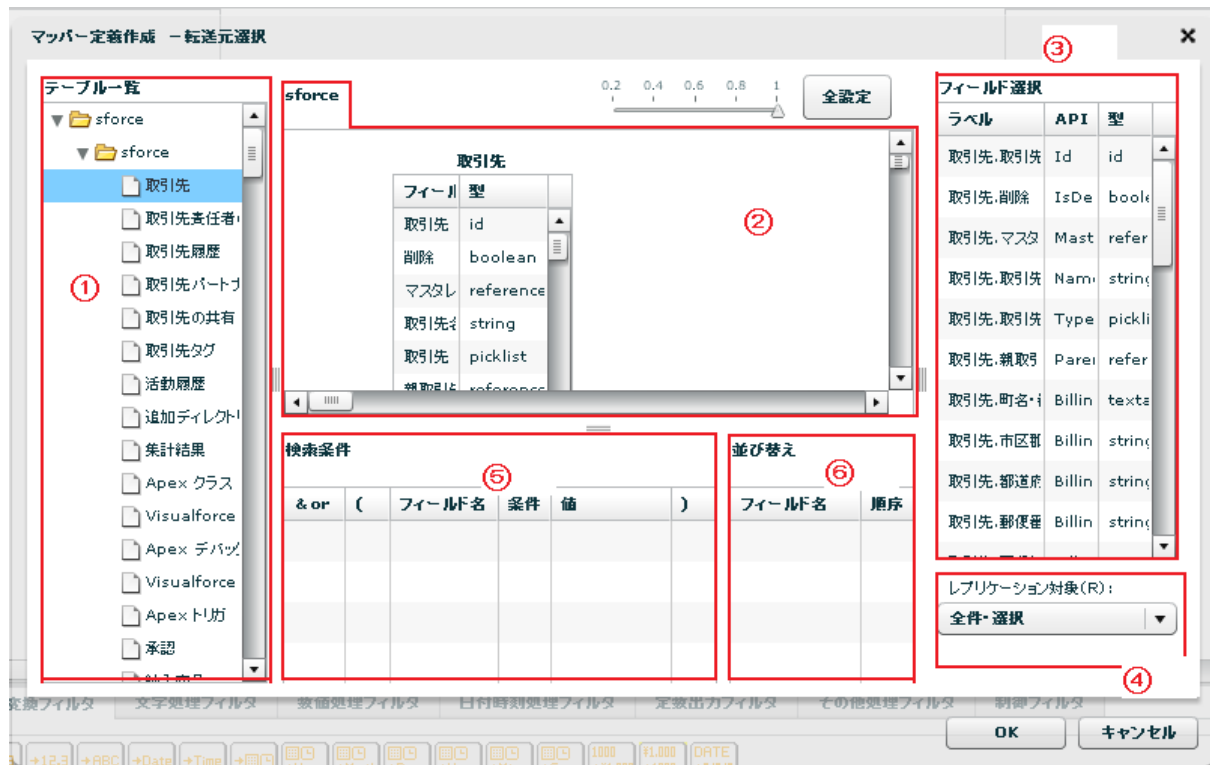 マッパー定義作成 －転送元選択
③
テーブル一覧
sforce
sforce
取引先
取引先責任者
取引先履歴
取引先パートナ
取引先の共有
取引先タグ
活動履歴
追加ディレクトリ
集計結果
Apex クラス
Visualforce
Apex デバッグ
Visualforce
Apex トリガ
承認
①
sforce
0.2 0.4 0.6 0.8 1
全設定
取引先
フィール 型
取引先 id
削除 boolean
マスタレ reference
取引先名 string
取引先 picklist
親取引先 reference
②
フィールド選択
ラベル API 型
取引先.取引先 Id id
取引先.削除 IsDe boole
取引先.マスタ Mast refer
取引先.取引先 Name string
取引先.取引先 Type pickli
取引先.親取引 Paren refer
取引先.町名・ Billin texta
取引先.市区郡 Billin string
取引先.都道府 Billin string
取引先.郵便番 Billin string
検索条件
⑤
& or ( フィールド名 条件 値 )
並び替え
⑥
フィールド名 順序
レプリケーション対象(R):
全件・選択
④
変換フィルタ 文字処理フィルタ 数値処理フィルタ 日付時刻処理フィルタ 定数出力フィルタ その他処理フィルタ 制御フィルタ
OK キャンセル
→12.3 →ABC →Date →Time